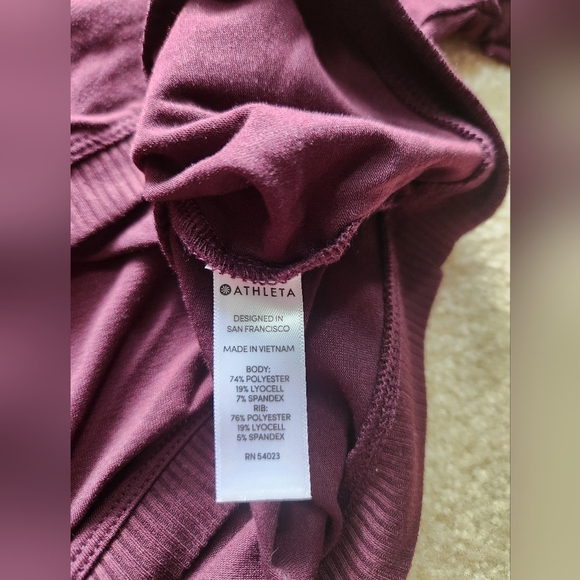 ATHLETA
DESIGNED IN
SAN FRANCISCO
MADE IN VIETNAM
BODY:
74% POLYESTER
19% LYOCELL
7% SPANDEX
RIB:
76% POLYESTER
19% LYOCELL
5% SPANDEX
RN 54023